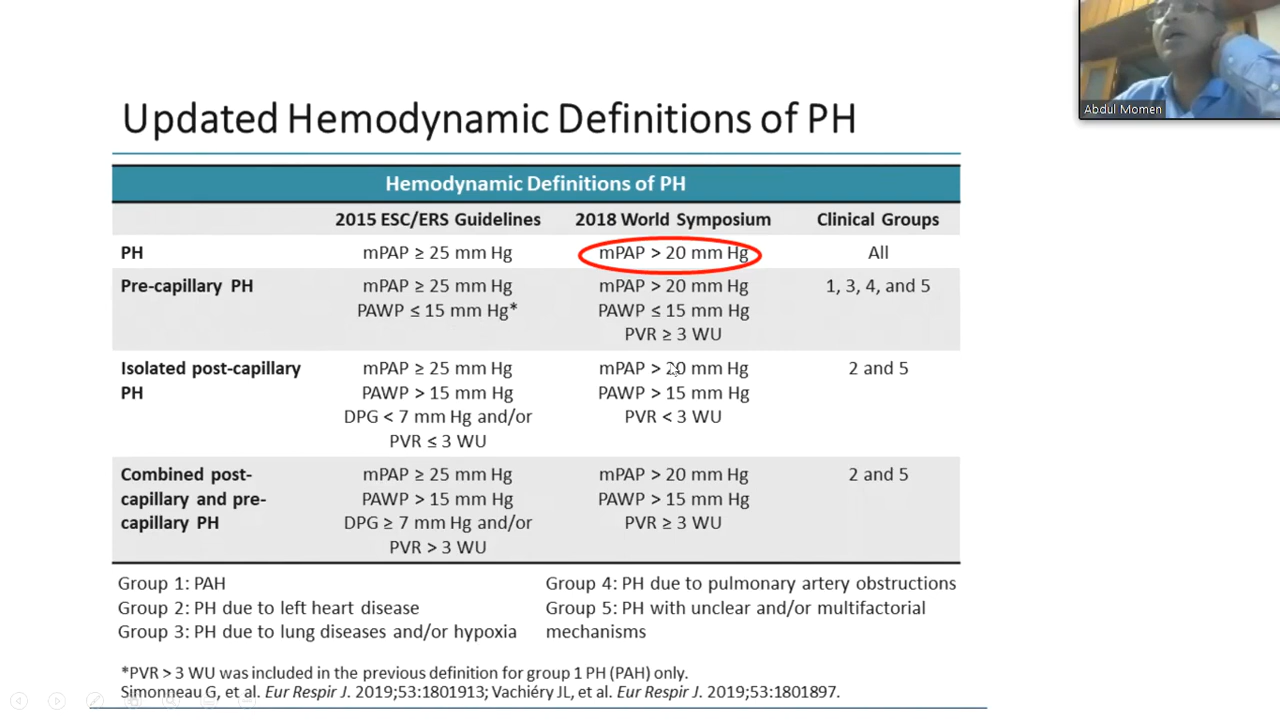 Abdul Momen
Updated Hemodynamic Definitions of PH
Hemodynamic Definitions of PH
2015 ESC/ERS Guidelines 2018 World Symposium Clinical Groups
PH mPAP ≥ 25 mm Hg mPAP > 20 mm Hg All
Pre-capillary PH mPAP ≥ 25 mm Hg mPAP > 20 mm Hg 1, 3, 4, and 5
PAWP ≤ 15 mm Hg* PAWP ≤ 15 mm Hg
PVR ≥ 3 WU
Isolated post-capillary mPAP ≥ 25 mm Hg mPAP > 20 mm Hg 2 and 5
PH PAWP > 15 mm Hg PAWP > 15 mm Hg
DPG < 7 mm Hg and/or PVR < 3 WU
PVR ≤ 3 WU
Combined post- mPAP ≥ 25 mm Hg mPAP > 20 mm Hg 2 and 5
capillary and pre- PAWP > 15 mm Hg PAWP > 15 mm Hg
capillary PH DPG ≥ 7 mm Hg and/or PVR ≥ 3 WU
PVR > 3 WU
Group 1: PAH
Group 2: PH due to left heart disease
Group 3: PH due to lung diseases and/or hypoxia
Group 4: PH due to pulmonary artery obstructions
Group 5: PH with unclear and/or multifactorial
mechanisms
*PVR > 3 WU was included in the previous definition for group 1 PH (PAH) only.
Simonneau G, et al. Eur Respir J. 2019;53:1801913; Vachiéry JL, et al. Eur Respir J. 2019;53:1801897.